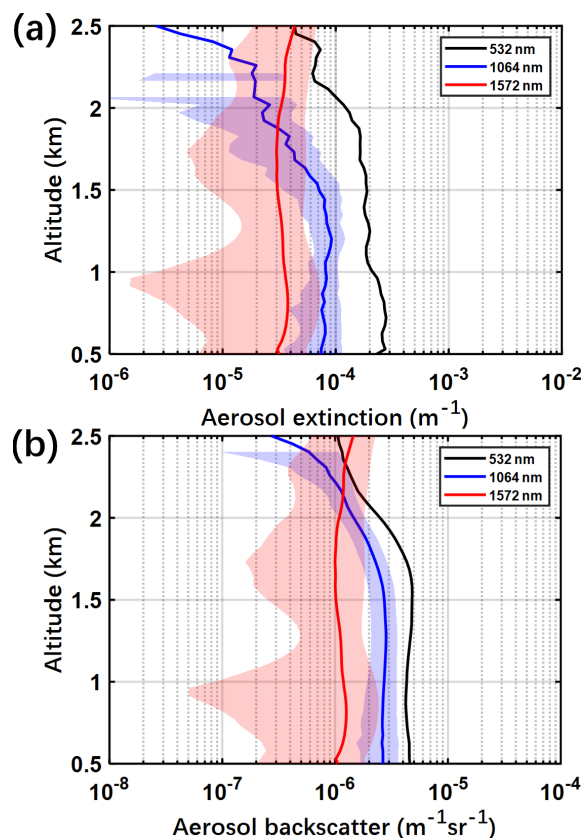 (a)
2.5
2
1.5
1
0.5
Altitude (km)
532 nm
1064 nm
1572 nm
10⁻⁶ 10⁻⁵ 10⁻⁴ 10⁻³ 10⁻²
Aerosol extinction (m⁻¹)
(b)
2.5
2
1.5
1
0.5
Altitude (km)
532 nm
1064 nm
1572 nm
10⁻⁸ 10⁻⁷ 10⁻⁶ 10⁻⁵ 10⁻⁴
Aerosol backscatter (m⁻¹sr⁻¹)